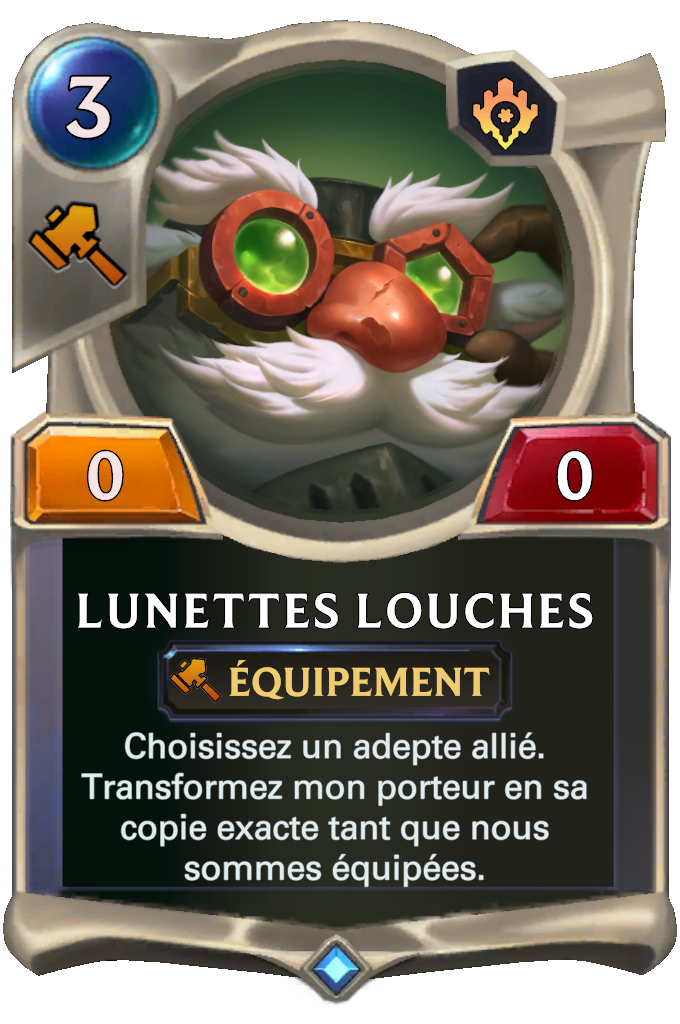 3
0
0
LUNETTES LOUCHES
ÉQUIPEMENT
Choisissez un adepte allié.
Transformez mon porteur en sa
copie exacte tant que nous
sommes équipées.